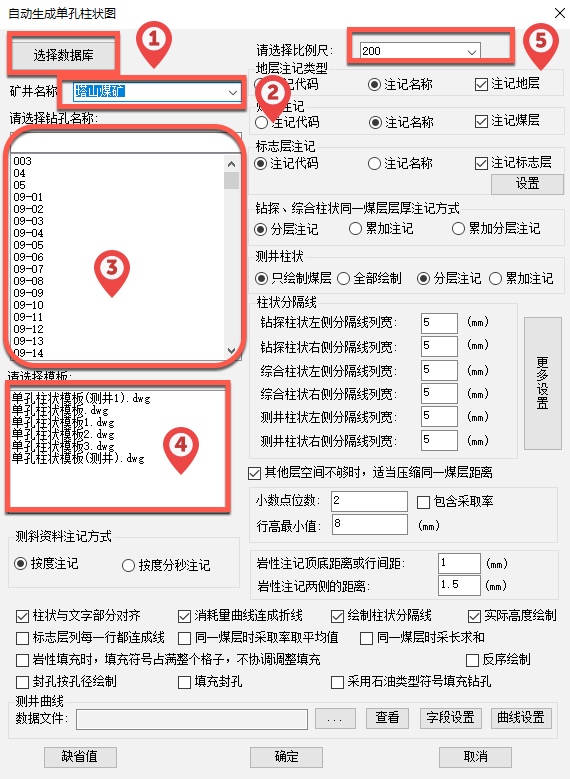 自动生成单孔柱状图
选择数据库
1
请选择比例尺:
200
5
地层注记类型
记代码
注记名称
注记地层
矿井名称
塔山煤矿
2
注记
注记代码
注记名称
注记煤层
请选择钻孔名称:
标志层注记
注记代码
注记名称
注记标志层
设置
003
04
05
09-01
09-02
09-03
09-04
09-05
09-06
09-07
09-08
09-09
09-10
09-11
09-12
09-13
09-14
3
钻探、综合柱状同一煤层层厚注记方式
分层注记
累加注记
累加分层注记
测井柱状
只绘制煤层
全部绘制
分层注记
累加注记
柱状分隔线
钻探柱状左侧分隔线列宽:
5
(mm)
钻探柱状右侧分隔线列宽:
5
(mm)
综合柱状左侧分隔线列宽:
5
(mm)
综合柱状右侧分隔线列宽:
5
(mm)
测井柱状左侧分隔线列宽:
5
(mm)
测井柱状右侧分隔线列宽:
5
(mm)
更多设置
请选择模板:
单孔柱状模板(测井1).dwg
单孔柱状模板.dwg
单孔柱状模板1.dwg
单孔柱状模板2.dwg
单孔柱状模板3.dwg
单孔柱状模板(测井).dwg
4
其他层空间不够时，适当压缩同一煤层距离
小数点位数:
2
包含采取率
行高最小值:
8
(mm)
测斜资料注记方式
按度注记
按度分秒注记
岩性注记顶底距离或行间距:
1
(mm)
岩性注记两侧的距离:
1.5
(mm)
柱状与文字部分对齐
消耗量曲线连成折线
绘制柱状分隔线
实际高度绘制
标志层列每一行都连成线
同一煤层时采取率取平均值
同一煤层时采长求和
岩性填充时，填充符号占满整个格子，不协调调整填充
反序绘制
封孔按孔径绘制
填充封孔
采用石油类型符号填充钻孔
测井曲线
数据文件:
...
查看
字段设置
曲线设置
缺省值
确定
取消